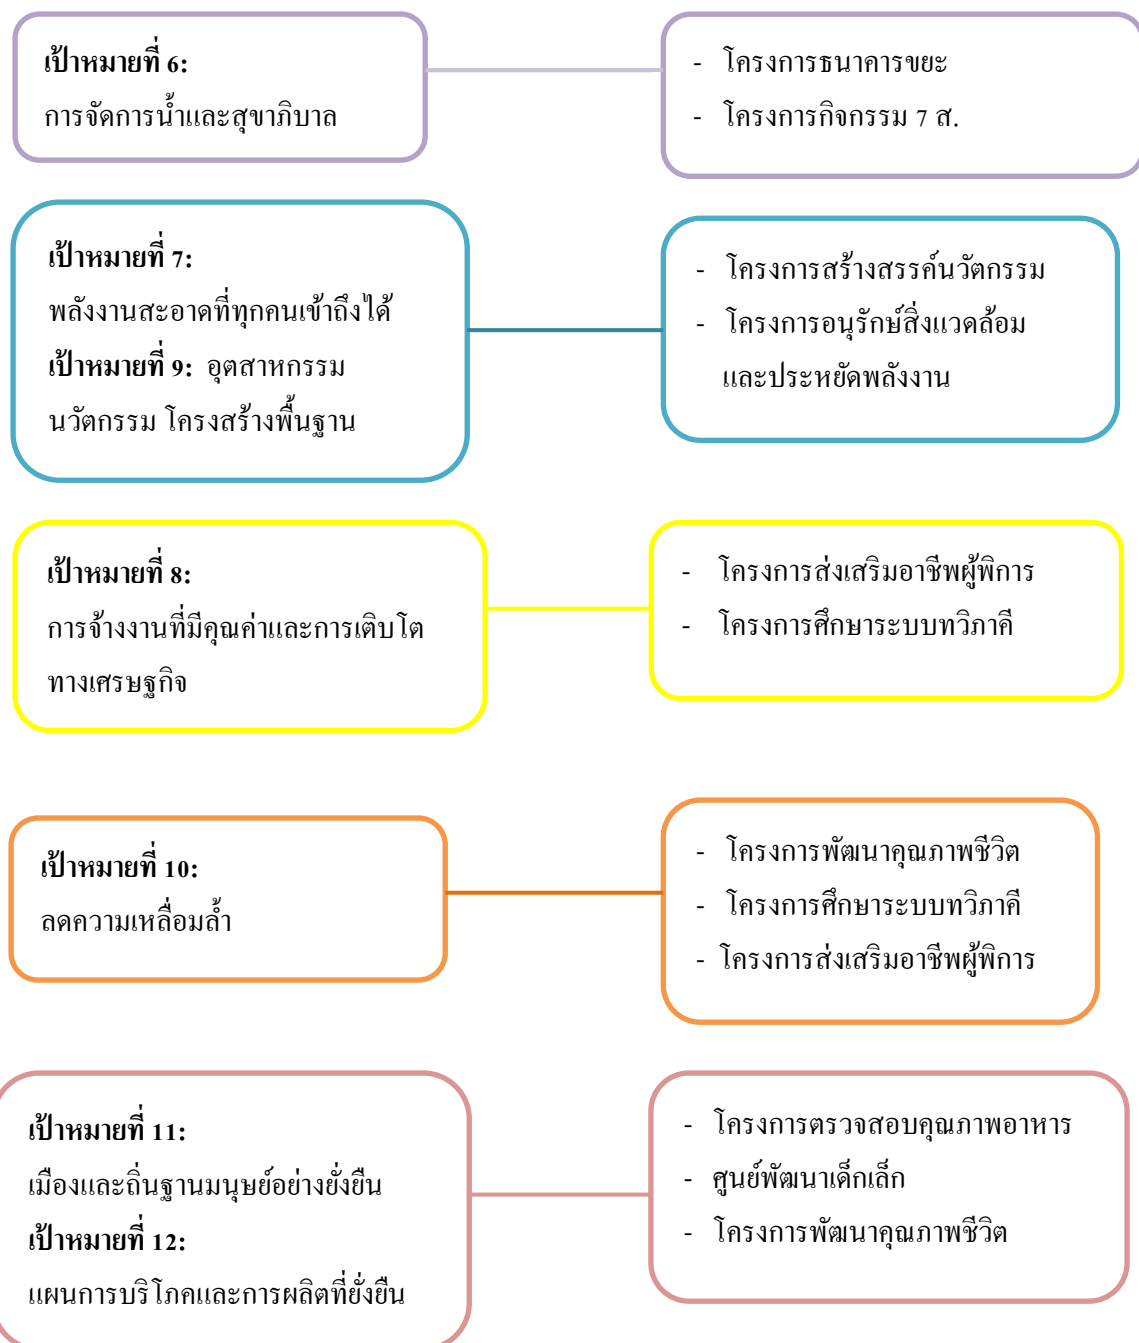 เป้าหมายที่ 6:
การจัดการน้ำและสุขาภิบาล
- โครงการธนาคารขยะ
- โครงการกิจกรรม 7 ส.
เป้าหมายที่ 7:
พลังงานสะอาดที่ทุกคนเข้าถึงได้
เป้าหมายที่ 9: อุตสาหกรรม
นวัตกรรม โครงสร้างพื้นฐาน
- โครงการสร้างสรรค์นวัตกรรม
- โครงการอนุรักษ์สิ่งแวดล้อม
และประหยัดพลังงาน
เป้าหมายที่ 8:
การจ้างงานที่มีคุณค่าและการเติบโต
ทางเศรษฐกิจ
- โครงการส่งเสริมอาชีพผู้พิการ
- โครงการศึกษาระบบทวิภาคี
เป้าหมายที่ 10:
ลดความเหลื่อมล้ำ
- โครงการพัฒนาคุณภาพชีวิต
- โครงการศึกษาระบบทวิภาคี
- โครงการส่งเสริมอาชีพผู้พิการ
เป้าหมายที่ 11:
เมืองและถิ่นฐานมนุษย์อย่างยั่งยืน
เป้าหมายที่ 12:
แผนการบริโภคและการผลิตที่ยั่งยืน
- โครงการตรวจสอบคุณภาพอาหาร
- ศูนย์พัฒนาเด็กเล็ก
- โครงการพัฒนาคุณภาพชีวิต